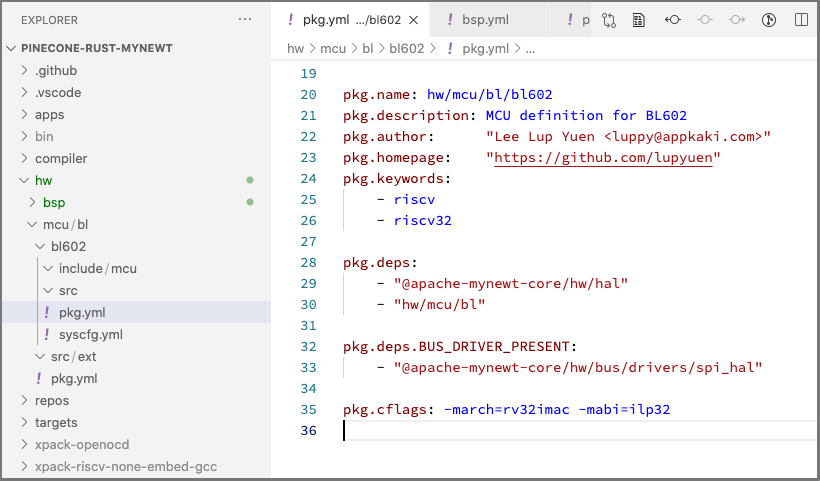 EXPLORER
···
PINECONE-RUST-MYNEWT
.github
.vscode
apps
bin
compiler
hw
bsp
mcu/bl
bl602
include/mcu
src
! pkg.yml
! syscfg.yml
src/ext
! pkg.yml
repos
targets
xpack-openocd
xpack-riscv-none-embed-gcc
! pkg.yml .../bl602 ×
! bsp.yml
! p
hw > mcu > bl > bl602 > ! pkg.yml > ...
19
20 pkg.name: hw/mcu/bl/bl602
21 pkg.description: MCU definition for BL602
22 pkg.author: "Lee Lup Yuen <luppy@appkaki.com>"
23 pkg.homepage: "https://github.com/lupyuen"
24 pkg.keywords:
25 - riscv
26 - riscv32
27
28 pkg.deps:
29 - "@apache-mynewt-core/hw/hal"
30 - "hw/mcu/bl"
31
32 pkg.deps.BUS_DRIVER_PRESENT:
33 - "@apache-mynewt-core/hw/bus/drivers/spi_hal"
34
35 pkg.cflags: -march=rv32imac -mabi=ilp32
36